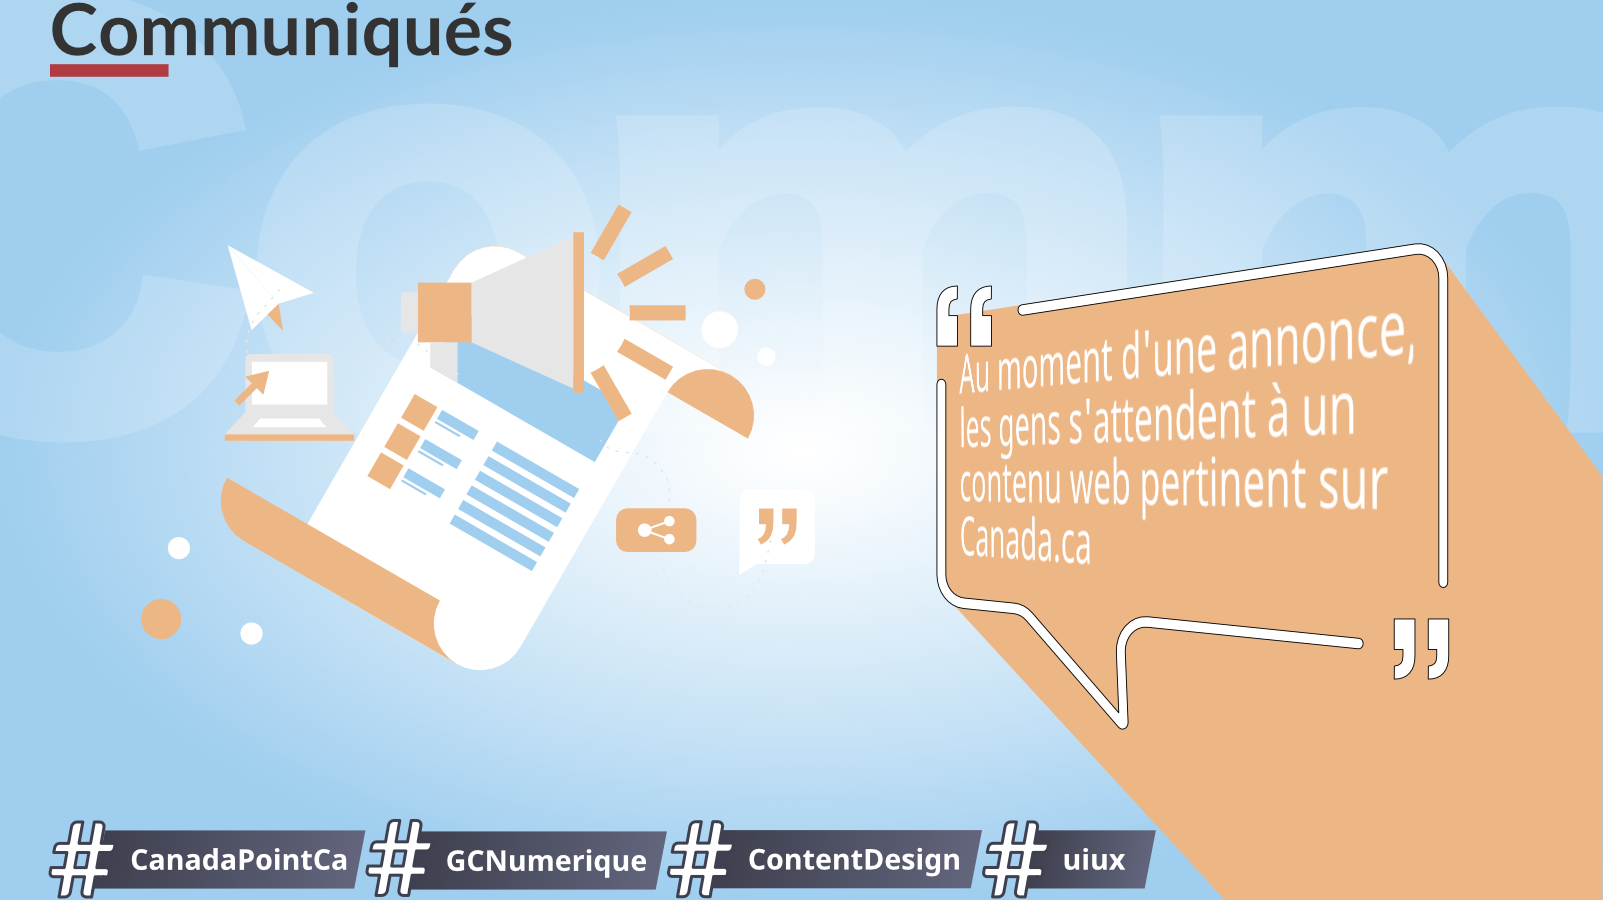 Communiqués
Comm
“
Au moment d'une annonce,
les gens s'attendent à un
contenu web pertinent sur
Canada.ca
”
”
#CanadaPointCa #GCNumerique #ContentDesign #uiux